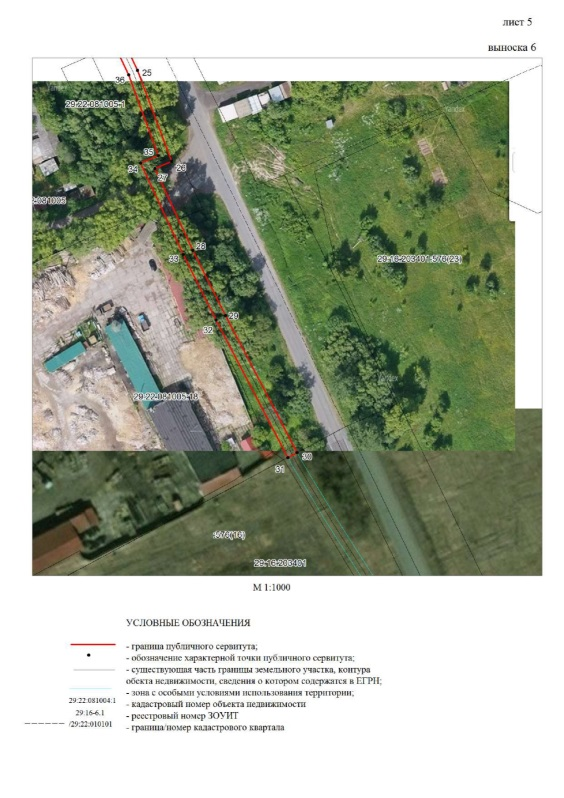 лист 5
выноска 6
25
36
29:22:081005:1
35
26
34
27
28
33
29:16:203401:576(23)
29
32
29:22:081005:18
30
31
:576(16)
29:16:203401
М 1:1000
УСЛОВНЫЕ ОБОЗНАЧЕНИЯ
- граница публичного сервитута;
- обозначение характерной точки публичного сервитута;
- существующая часть границы земельного участка, контура
обекта недвижимости, сведения о котором содержатся в ЕГРН;
- зона с особыми условиями использования территории;
29:22:081004:1 - кадастровый номер объекта недвижимости
29:16-6.1 - реестровый номер ЗОУИТ
/29:22:010101 - граница/номер кадастрового квартала